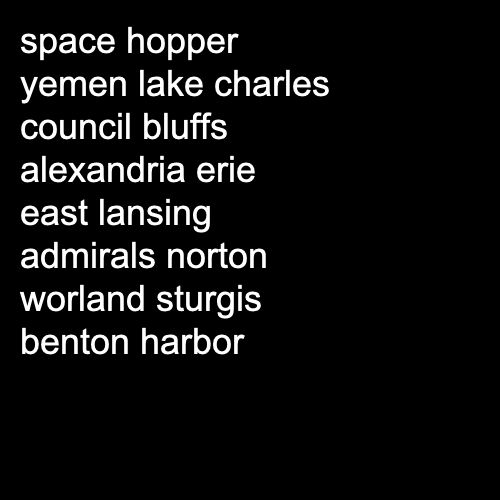 space hopper
yemen lake charles
council bluffs
alexandria erie
east lansing
admirals norton
worland sturgis
benton harbor